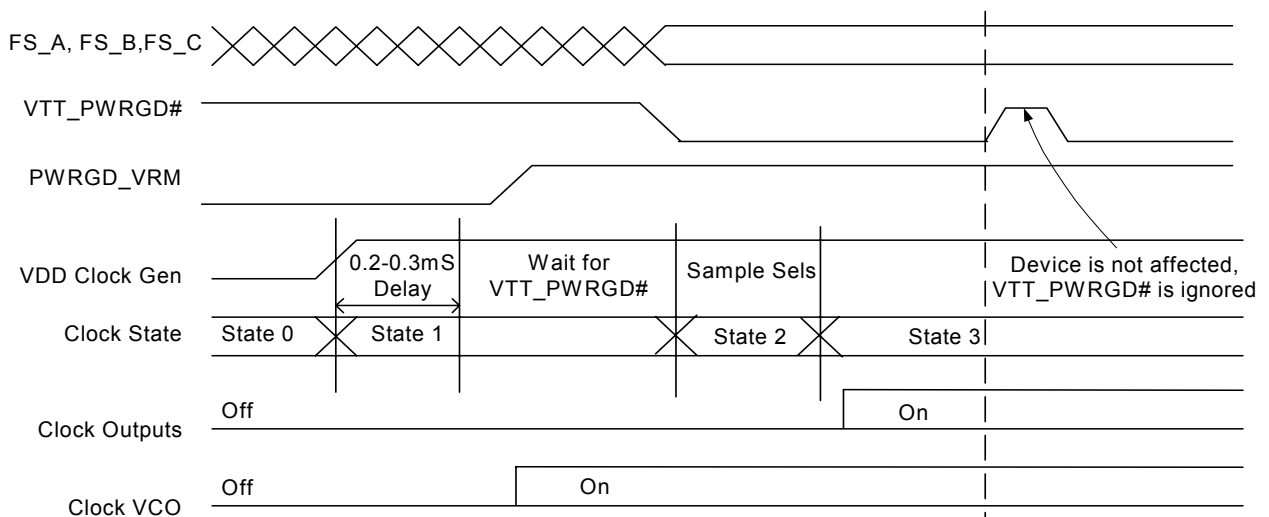 FS_A, FS_B,FS_C
VTT_PWRGD#
PWRGD_VRM
VDD Clock Gen
0.2-0.3mS
Delay
Wait for
VTT_PWRGD#
Sample Sels
Device is not affected,
VTT_PWRGD# is ignored
Clock State
State 0
State 1
State 2
State 3
Clock Outputs
Off
On
Clock VCO
Off
On